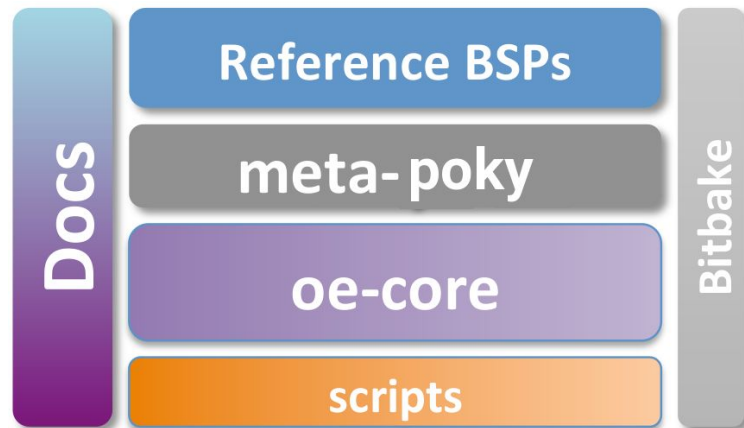 Docs
Reference BSPs
meta-poky
oe-core
scripts
Bitbake